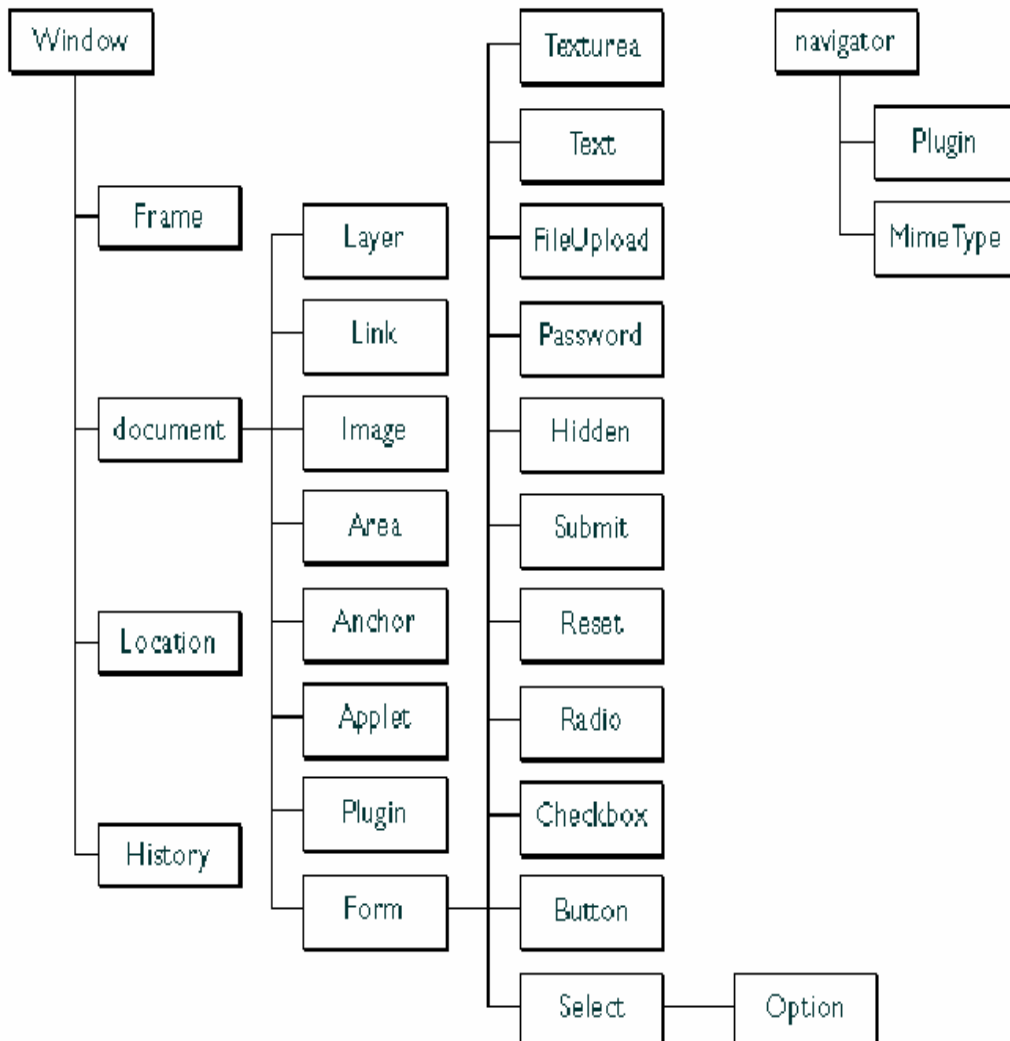 Window
Frame
document
Location
History
Layer
Link
Image
Area
Anchor
Applet
Plugin
Form
Texturea
Text
FileUpload
Password
Hidden
Submit
Reset
Radio
Checkbox
Button
Select
Option
navigator
Plugin
MimeType